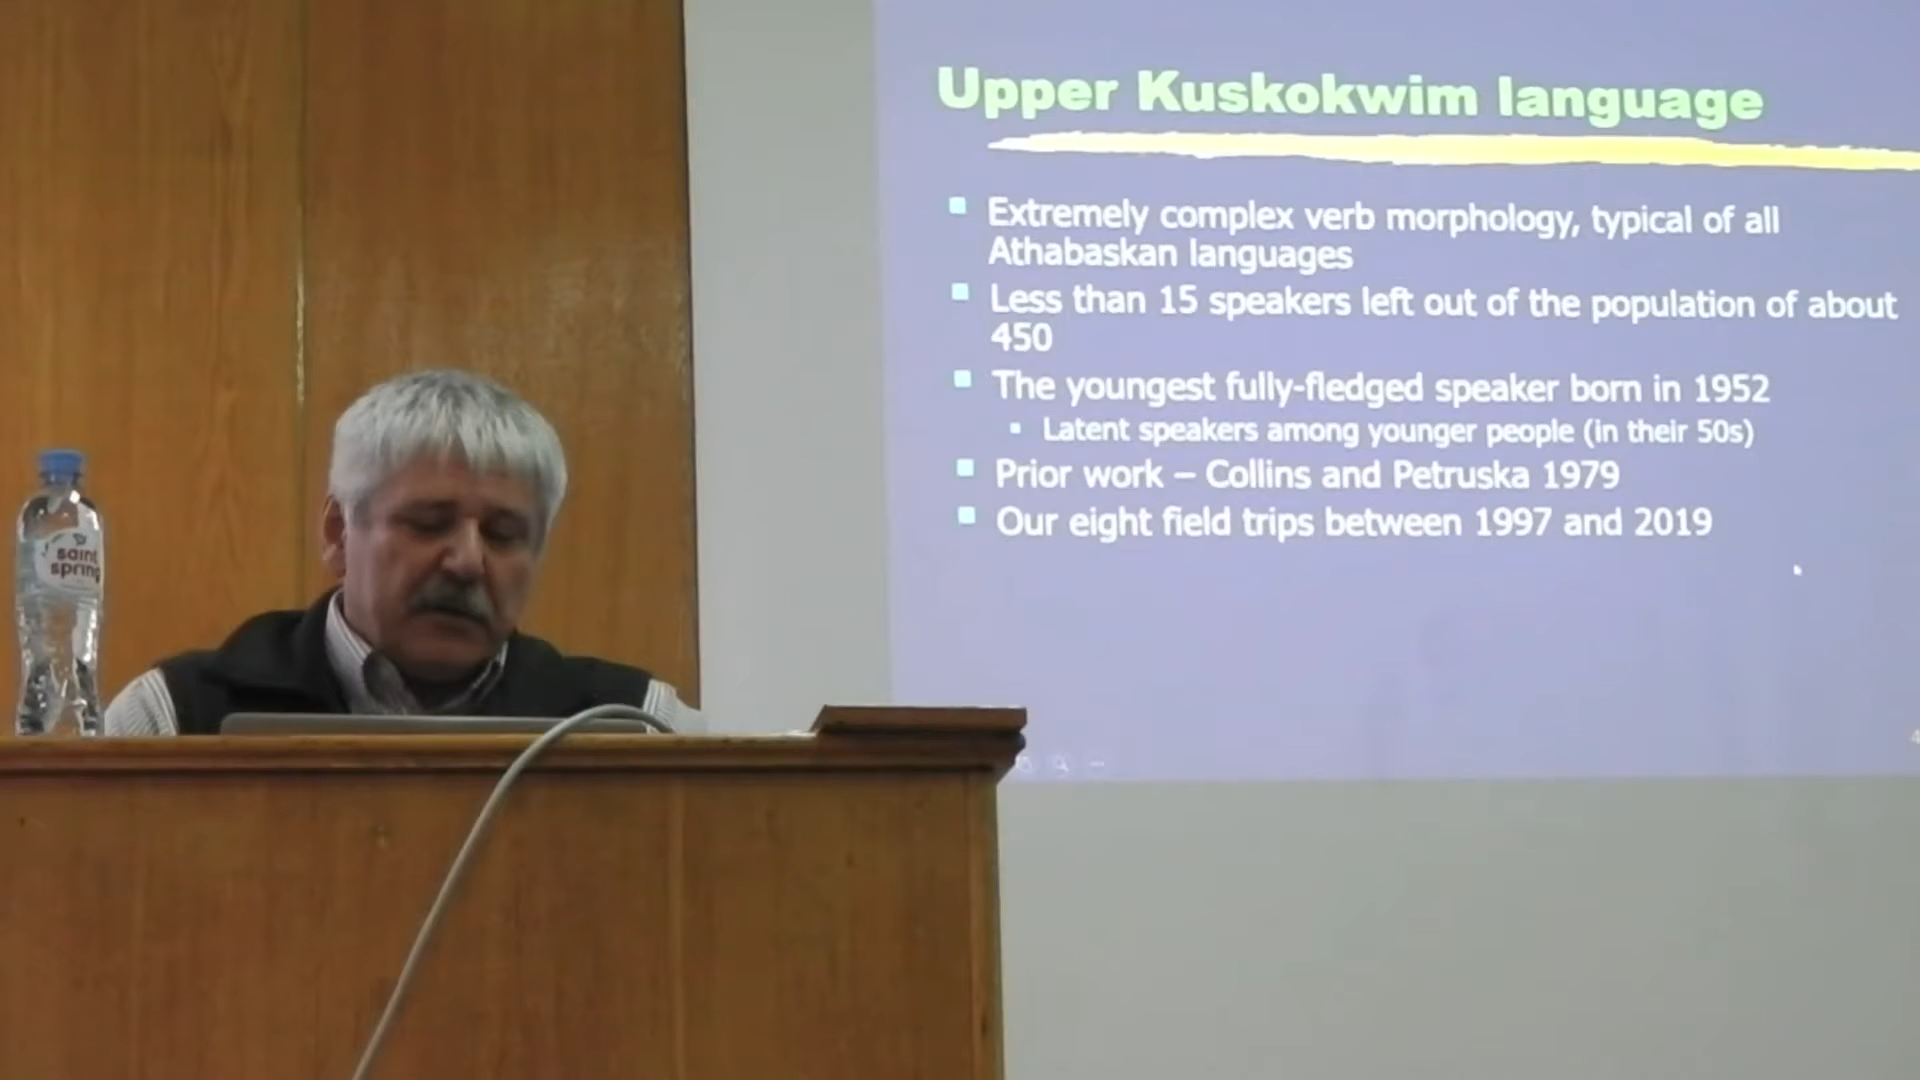 Upper Kuskokwim language
Extremely complex verb morphology, typical of all
Athabaskan languages
Less than 15 speakers left out of the population of about
450
The youngest fully-fledged speaker born in 1952
Latent speakers among younger people (in their 50s)
Prior work – Collins and Petruska 1979
Our eight field trips between 1997 and 2019
4
saint
spring